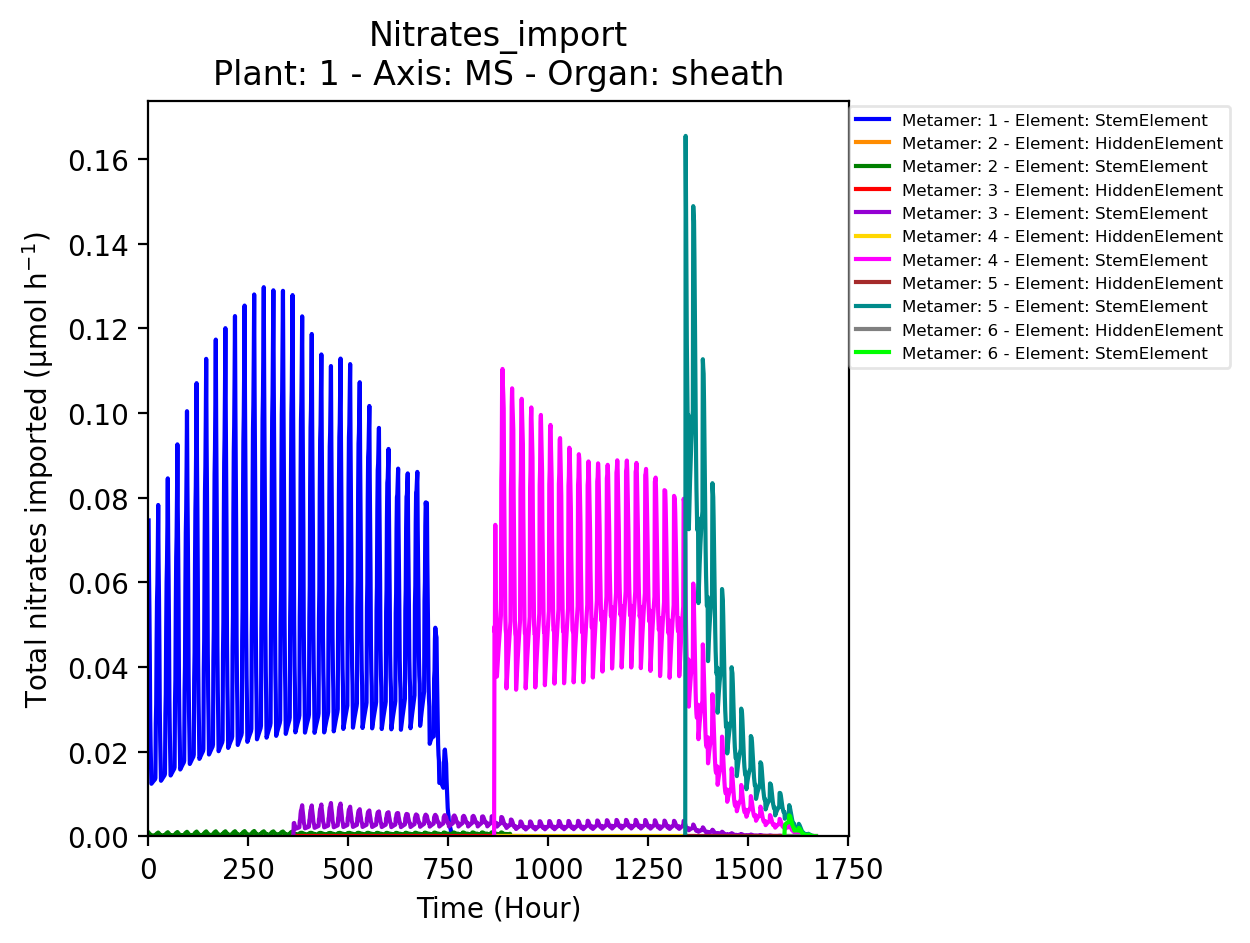 Nitrates_import
Plant: 1 - Axis: MS - Organ: sheath
Total nitrates imported (µmol h⁻¹)
0.16
0.14
0.12
0.10
0.08
0.06
0.04
0.02
0.00
0 250 500 750 1000 1250 1500 1750
Time (Hour)
Metamer: 1 - Element: StemElement
Metamer: 2 - Element: HiddenElement
Metamer: 2 - Element: StemElement
Metamer: 3 - Element: HiddenElement
Metamer: 3 - Element: StemElement
Metamer: 4 - Element: HiddenElement
Metamer: 4 - Element: StemElement
Metamer: 5 - Element: HiddenElement
Metamer: 5 - Element: StemElement
Metamer: 6 - Element: HiddenElement
Metamer: 6 - Element: StemElement